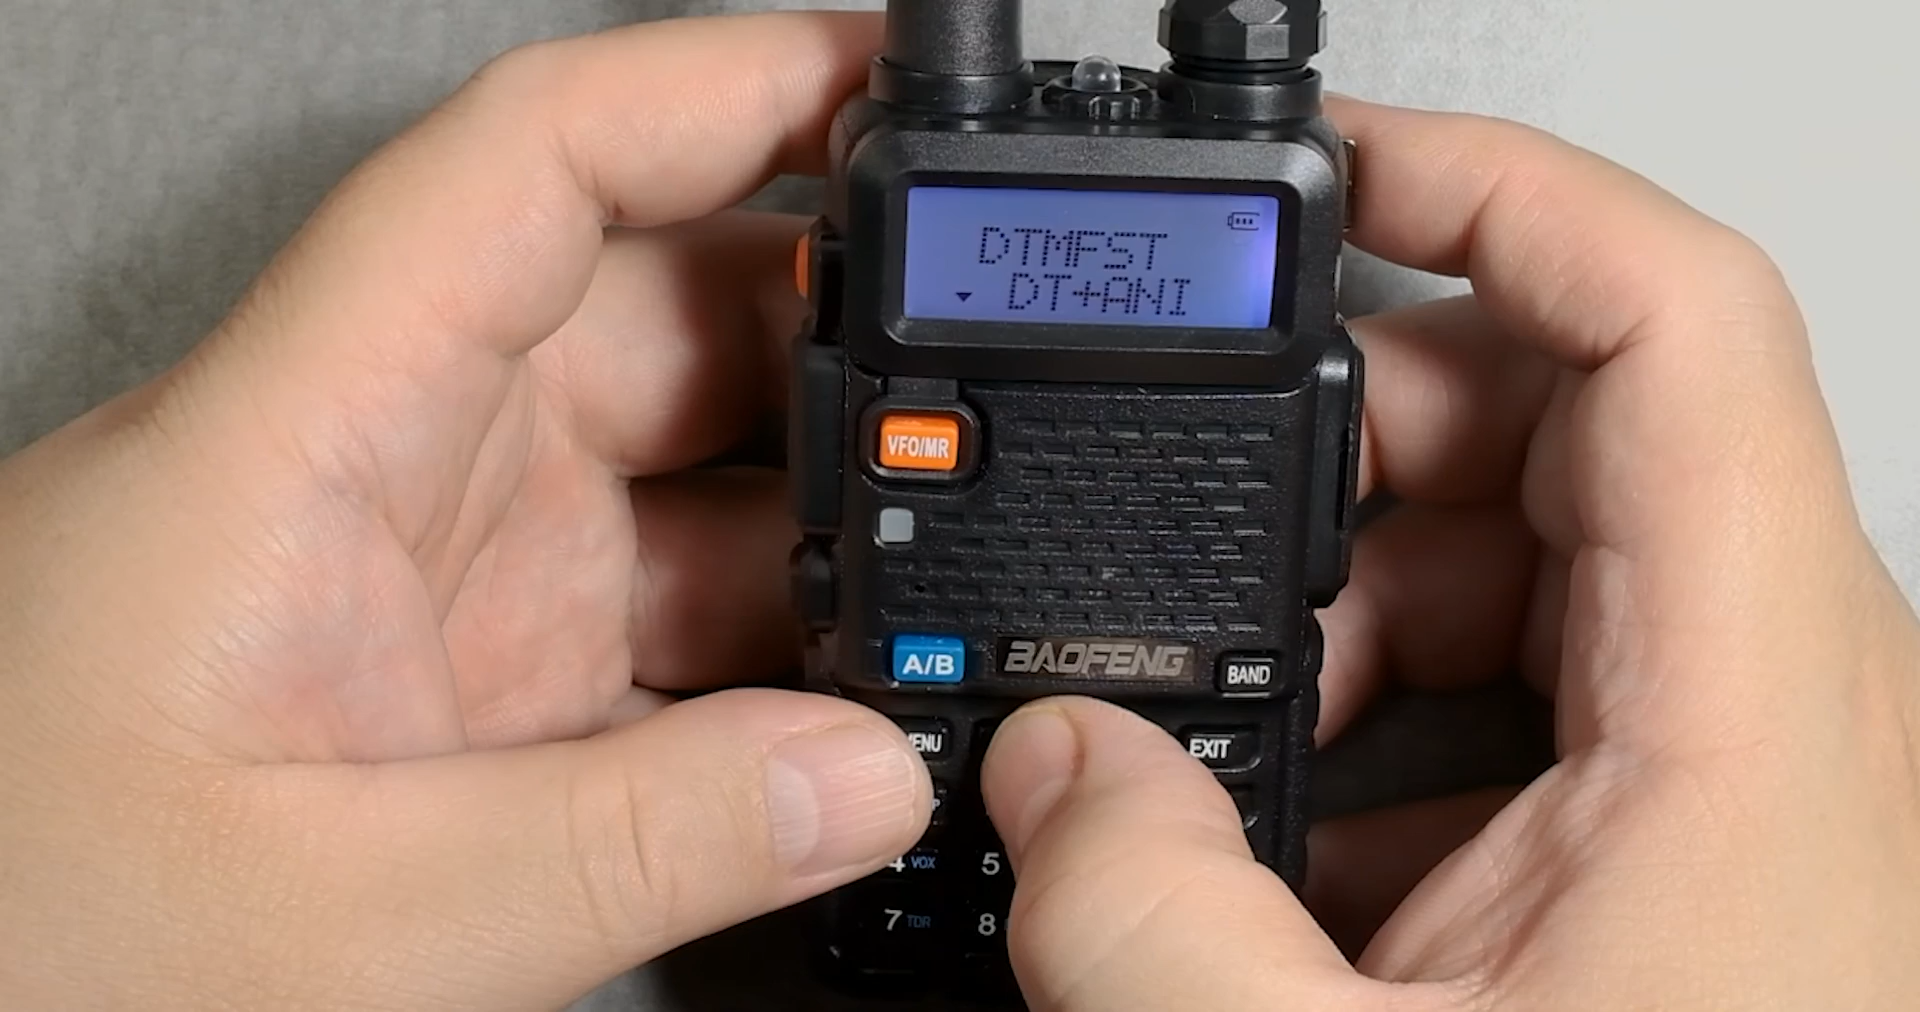 DTMFST
DT+ANI
VFO/MR
A/B
BAOFENG
BAND
EXIT
4 VOX
5
7 TDR
8